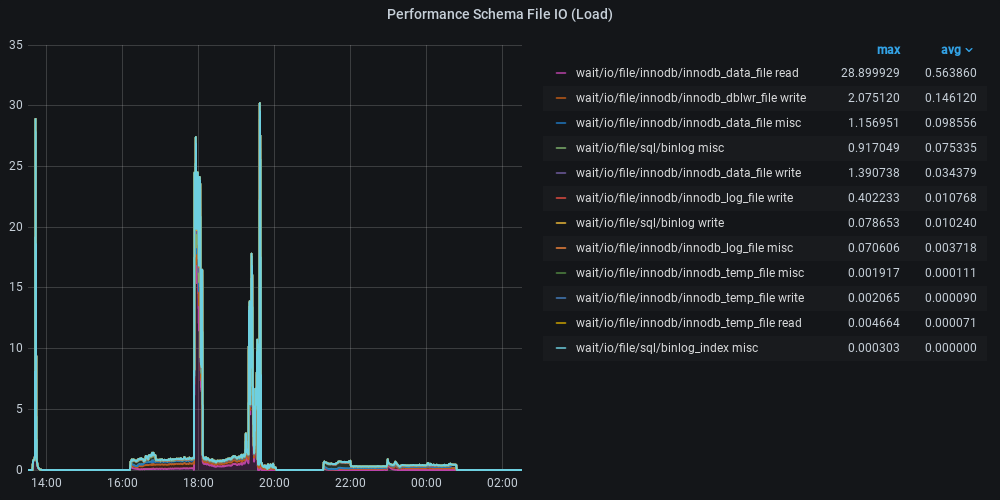 Performance Schema File IO (Load)
35
30
25
20
15
10
5
0
14:00 16:00 18:00 20:00 22:00 00:00 02:00
max avg
wait/io/file/innodb/innodb_data_file read 28.899929 0.563860
wait/io/file/innodb/innodb_dblwr_file write 2.075120 0.146120
wait/io/file/innodb/innodb_data_file misc 1.156951 0.098556
wait/io/file/sql/binlog misc 0.917049 0.075335
wait/io/file/innodb/innodb_data_file write 1.390738 0.034379
wait/io/file/innodb/innodb_log_file write 0.402233 0.010768
wait/io/file/sql/binlog write 0.078653 0.010240
wait/io/file/innodb/innodb_log_file misc 0.070606 0.003718
wait/io/file/innodb/innodb_temp_file misc 0.001917 0.000111
wait/io/file/innodb/innodb_temp_file write 0.002065 0.000090
wait/io/file/innodb/innodb_temp_file read 0.004664 0.000071
wait/io/file/sql/binlog_index misc 0.000303 0.000000